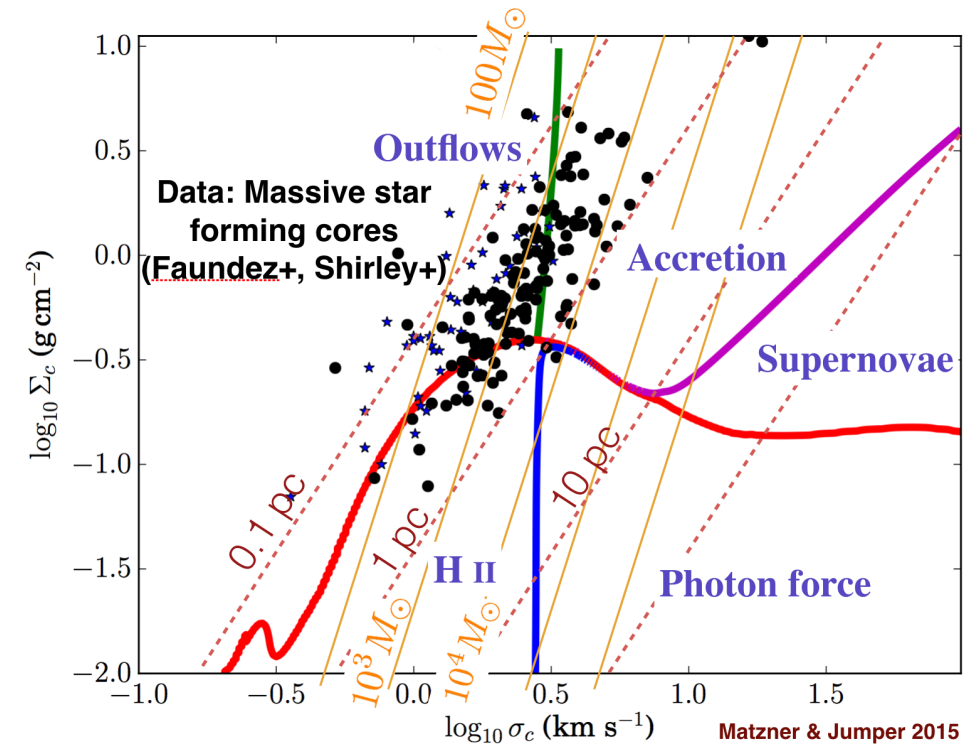 100M⊙
Outflows
Data: Massive star
forming cores
(Faundez+, Shirley+)
Accretion
Supernovae
0.1 pc
1 pc
10 pc
H II
Photon force
10³M⊙
10⁴M⊙
1.0
0.5
0.0
−0.5
−1.0
−1.5
−2.0
log₁₀ Σc (g cm⁻²)
−1.0
−0.5
0.0
0.5
1.0
1.5
log₁₀ σc (km s⁻¹)
Matzner & Jumper 2015